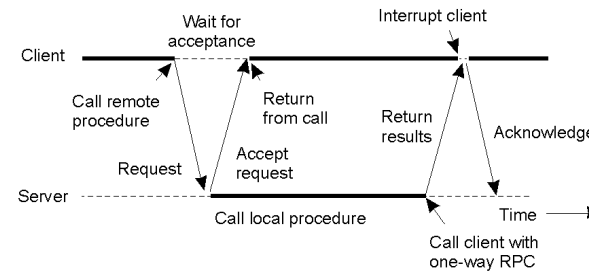 Wait for
acceptance
Interrupt client
Client
Call remote
procedure
Return
from call
Return
results
Acknowledge
Request
Accept
request
Server
Call local procedure
Time
Call client with
one-way RPC